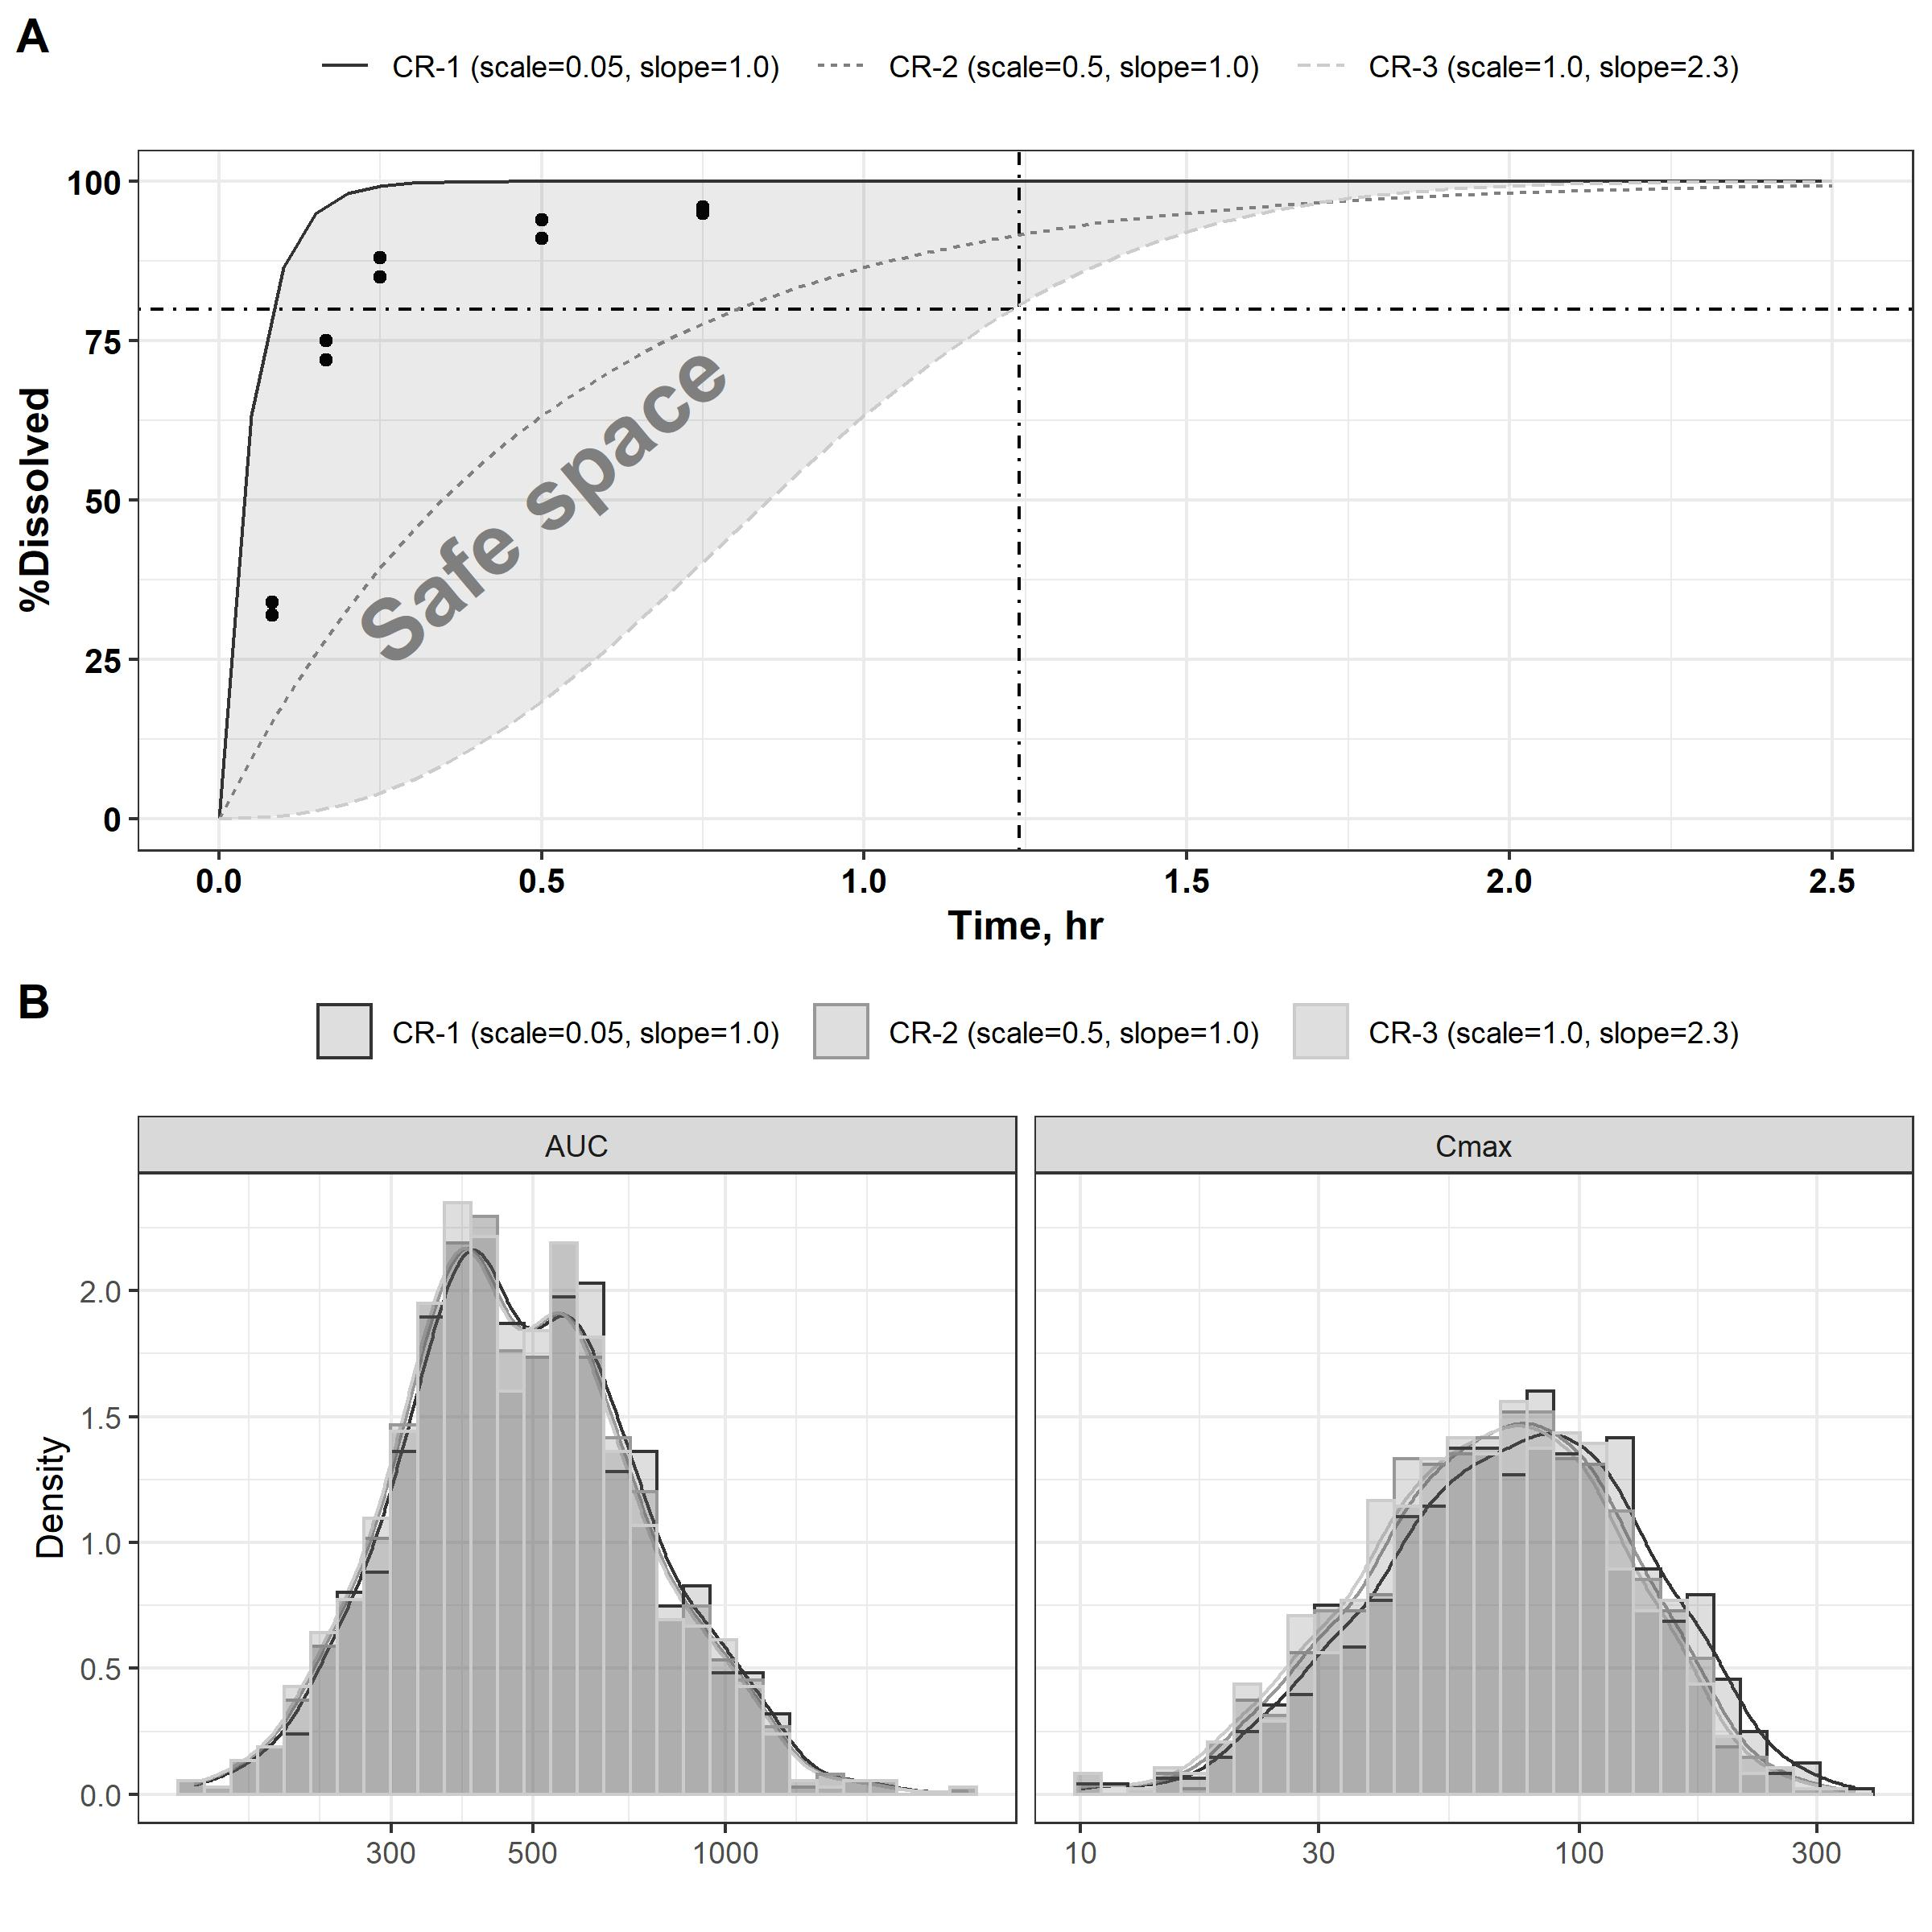 A
CR-1 (scale=0.05, slope=1.0) CR-2 (scale=0.5, slope=1.0) CR-3 (scale=1.0, slope=2.3)
100
75
50
25
0
%Dissolved
Safe space
0.0 0.5 1.0 1.5 2.0 2.5
Time, hr
B
CR-1 (scale=0.05, slope=1.0) CR-2 (scale=0.5, slope=1.0) CR-3 (scale=1.0, slope=2.3)
AUC Cmax
2.0
1.5
1.0
0.5
0.0
Density
300 500 1000 10 30 100 300